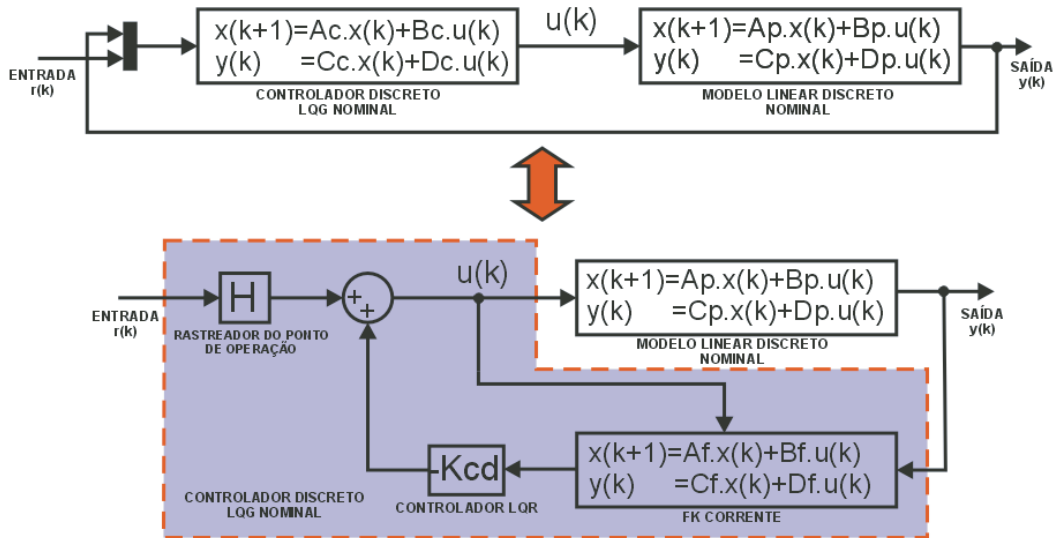 u(k)
x(k+1)=Ac.x(k)+Bc.u(k)
y(k) =Cc.x(k)+Dc.u(k)
x(k+1)=Ap.x(k)+Bp.u(k)
y(k) =Cp.x(k)+Dp.u(k)
ENTRADA
r(k)
SAÍDA
y(k)
CONTROLADOR DISCRETO
LQG NOMINAL
MODELO LINEAR DISCRETO
NOMINAL
u(k)
x(k+1)=Ap.x(k)+Bp.u(k)
y(k) =Cp.x(k)+Dp.u(k)
H
+
+
ENTRADA
r(k)
SAÍDA
y(k)
RASTREADOR DO PONTO
DE OPERAÇÃO
MODELO LINEAR DISCRETO
NOMINAL
x(k+1)=Af.x(k)+Bf.u(k)
y(k) =Cf.x(k)+Df.u(k)
-Kcd
CONTROLADOR DISCRETO
LQG NOMINAL
CONTROLADOR LQR
FK CORRENTE